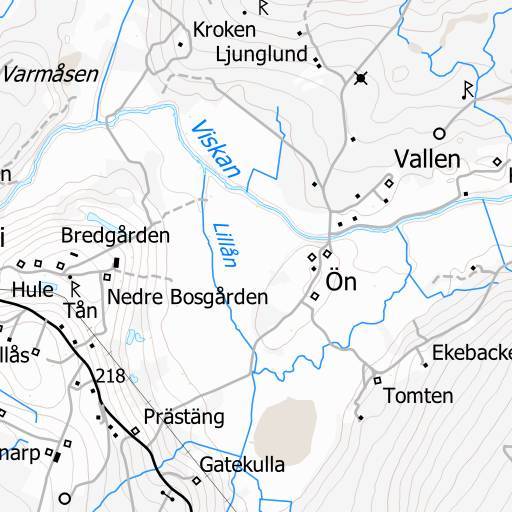 Kroken
Ljunglund
Varmåsen
Viskan
Vallen
Lillån
Bredgården
Ön
Hule
Nedre Bosgården
Tån
Ekebacke
218
Tomten
Prästäng
Gatekulla